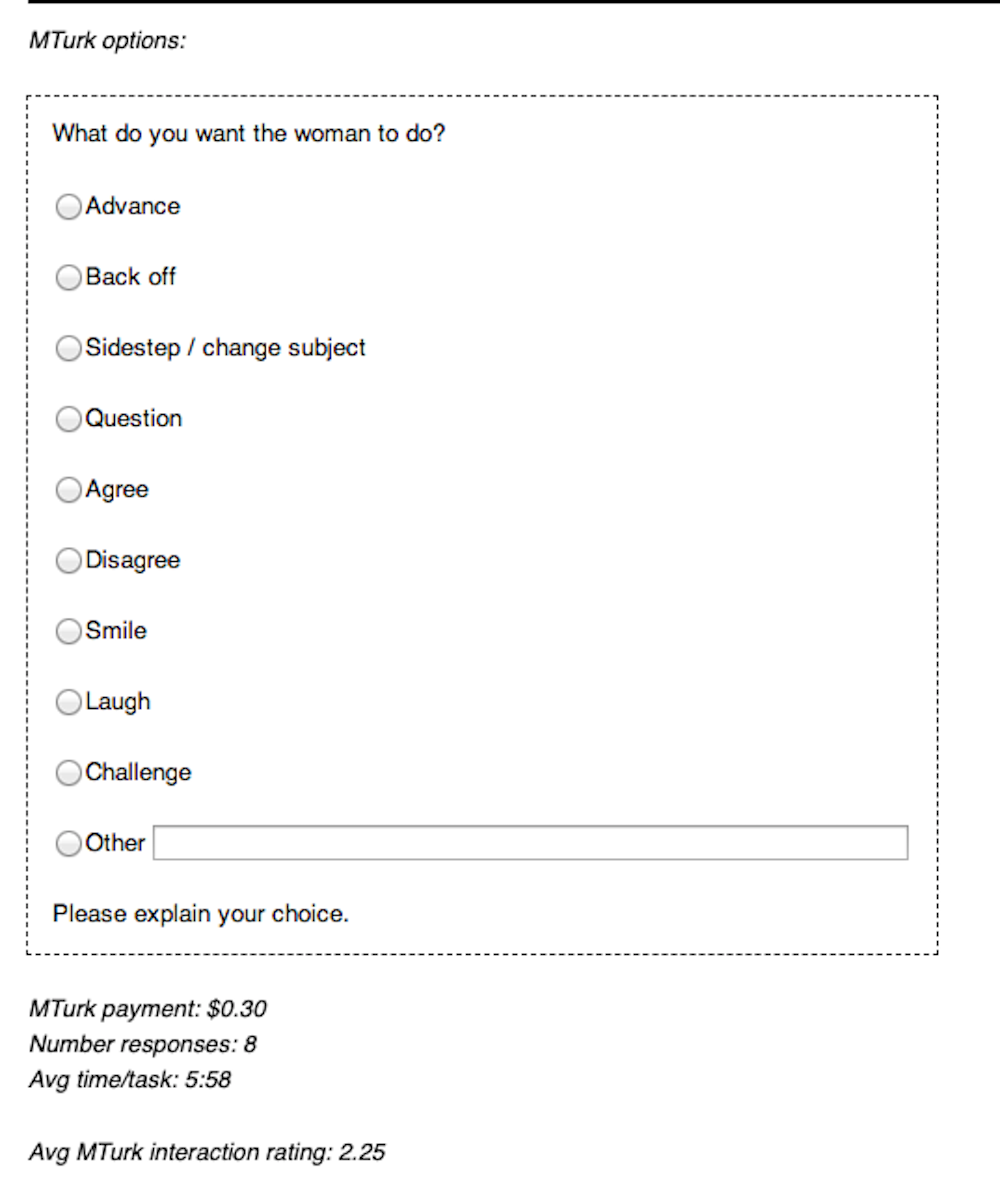 MTurk options:
What do you want the woman to do?
Advance
Back off
Sidestep / change subject
Question
Agree
Disagree
Smile
Laugh
Challenge
Other
Please explain your choice.
MTurk payment: $0.30
Number responses: 8
Avg time/task: 5:58
Avg MTurk interaction rating: 2.25